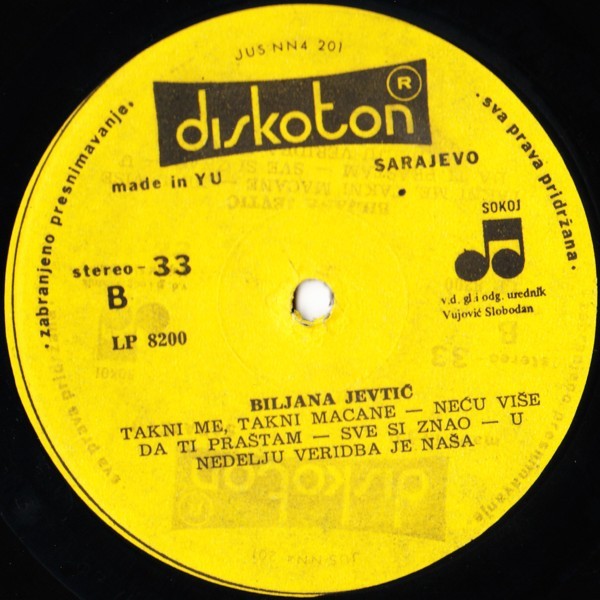 JUS NN4 201
diskoton
R
SARAJEVO
made in YU
· zabranjeno presnimavanje.
· sva prava pridržana.
stereo - 33
B
LP 8200
SOKOJ
v.d. gl.i odg. urednik
Vujović Slobodan
BILJANA JEVTIĆ
TAKNI ME, TAKNI MACANE — NEĆU VIŠE
DA TI PRAŠTAM — SVE SI ZNAO — U
NEDELJU VERIDBA JE NAŠA